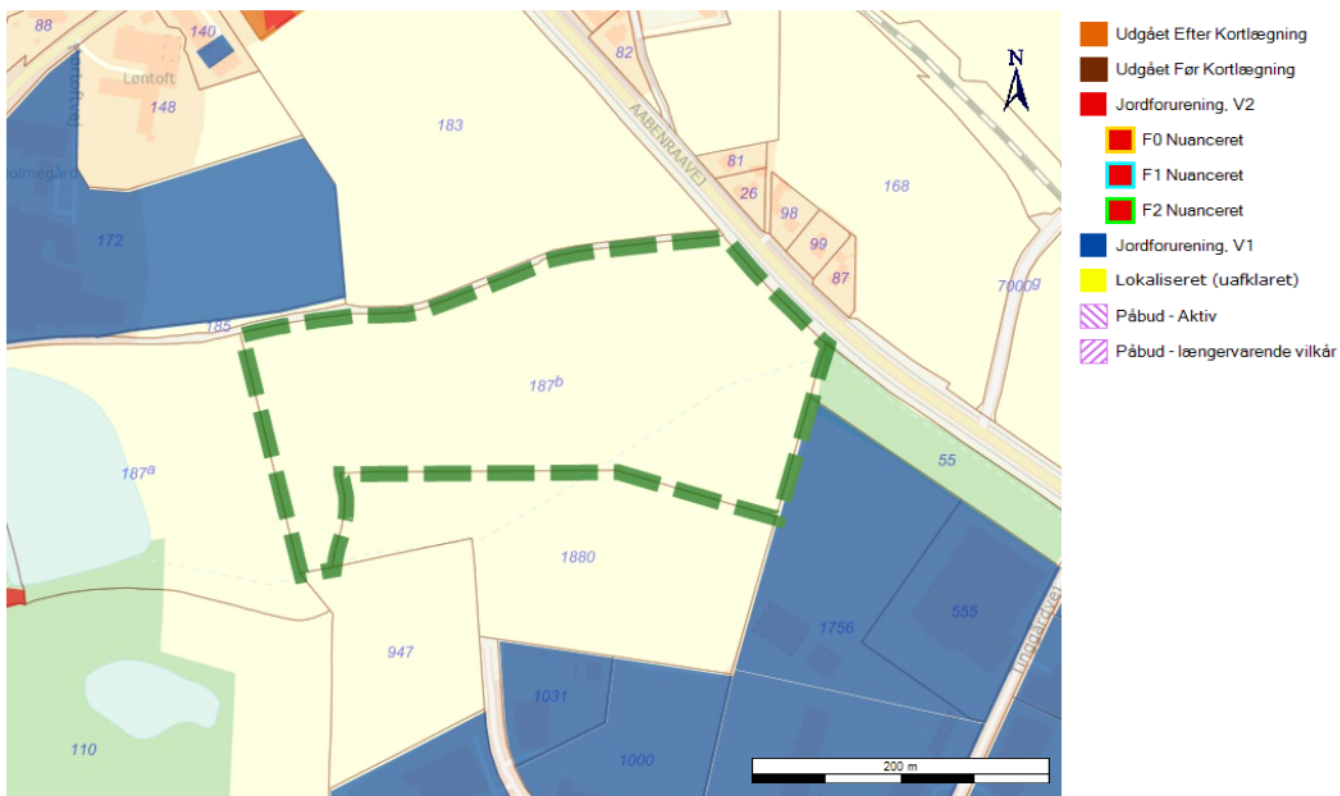 88
140
Løntoft
148
172
183
82
AABENRAAVEJ
81
26
98
99
87
168
7000g
N
185
187b
187a
55
1880
947
1756
555
Linggårdvej
1031
1000
110
200 m
Udgået Efter Kortlægning
Udgået Før Kortlægning
Jordforurening, V2
F0 Nuanceret
F1 Nuanceret
F2 Nuanceret
Jordforurening, V1
Lokaliseret (uafklaret)
Påbud - Aktiv
Påbud - længervarende vilkår